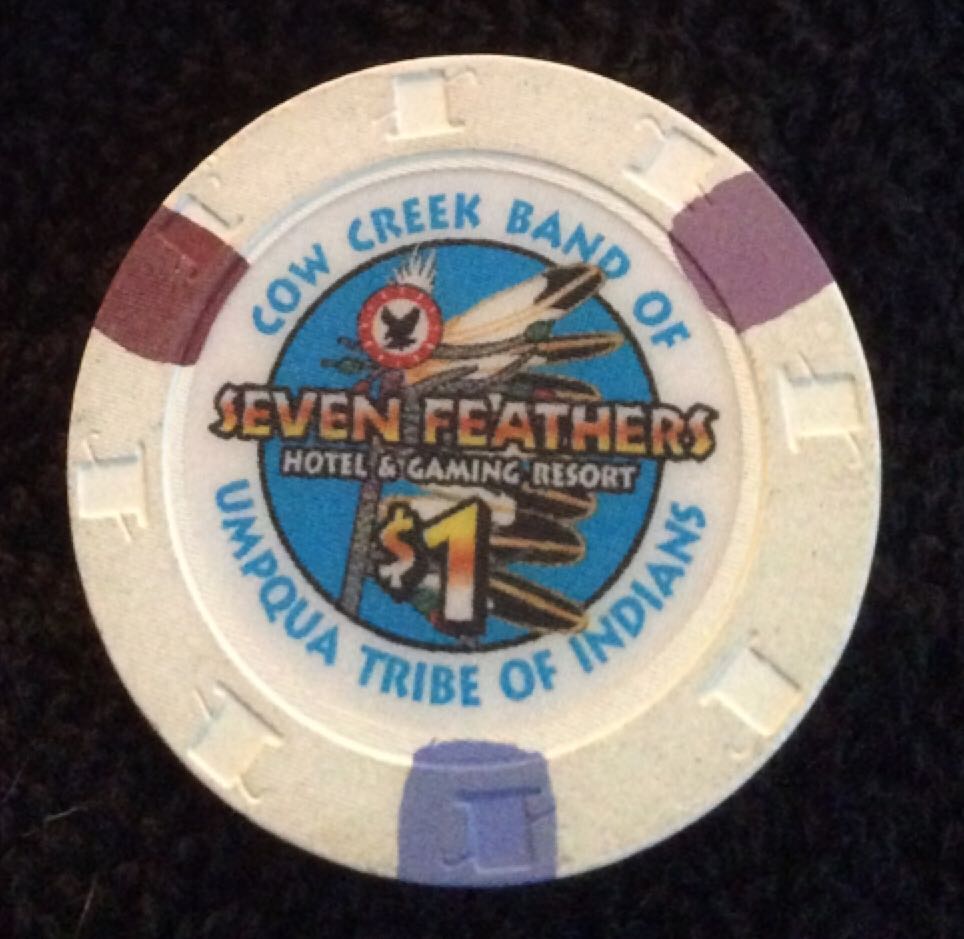 COW CREEK BAND OF
SEVEN FEATHERS
HOTEL & GAMING RESORT
$1
UMPQUA TRIBE OF INDIANS